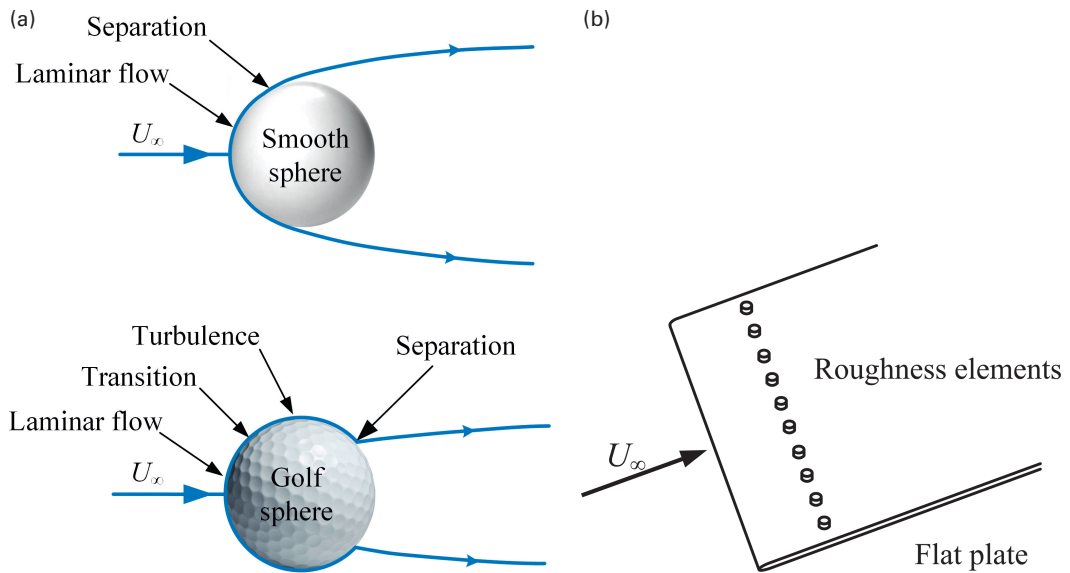 (a)
Separation
Laminar flow
U∞
Smooth
sphere
Turbulence
Separation
Transition
Laminar flow
U∞
Golf
sphere
(b)
Roughness elements
U∞
Flat plate